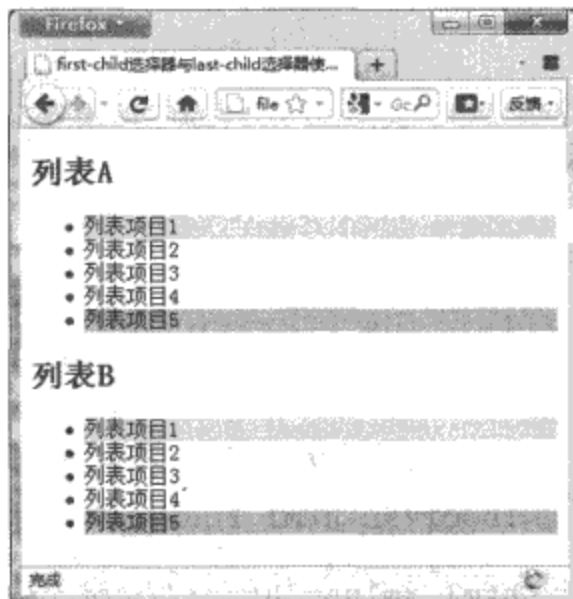 Firefox
first-child选择器与last-child选择器使...
+
file
反馈
列表A
列表项目1
列表项目2
列表项目3
列表项目4
列表项目5
列表B
列表项目1
列表项目2
列表项目3
列表项目4
列表项目5
完成